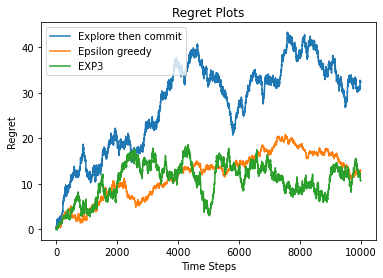 Regret Plots
Explore then commit
Epsilon greedy
EXP3
Regret
40
30
20
10
0
0 2000 4000 6000 8000 10000
Time Steps